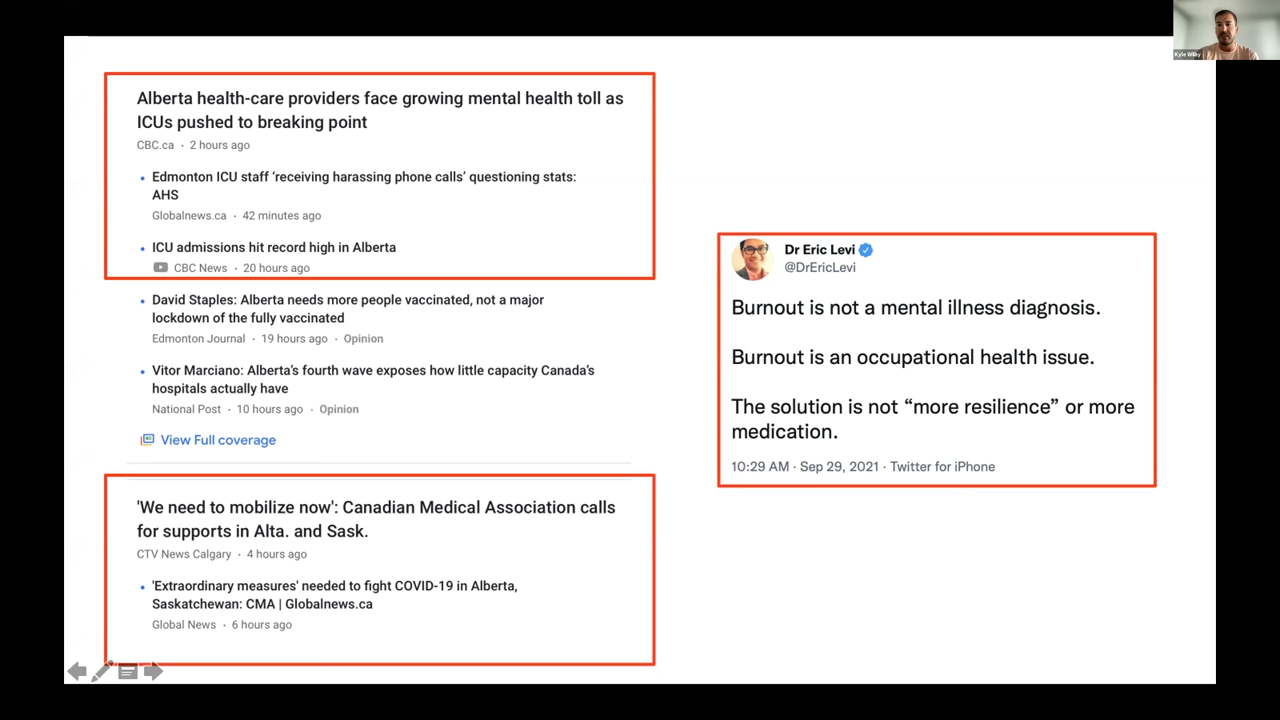 Alberta health-care providers face growing mental health toll as
ICUs pushed to breaking point
CBC.ca · 2 hours ago
• Edmonton ICU staff ‘receiving harassing phone calls’ questioning stats:
AHS
Globalnews.ca · 42 minutes ago
• ICU admissions hit record high in Alberta
CBC News · 20 hours ago
• David Staples: Alberta needs more people vaccinated, not a major
lockdown of the fully vaccinated
Edmonton Journal · 19 hours ago · Opinion
• Vitor Marciano: Alberta’s fourth wave exposes how little capacity Canada’s
hospitals actually have
National Post · 10 hours ago · Opinion
View Full coverage
'We need to mobilize now': Canadian Medical Association calls
for supports in Alta. and Sask.
CTV News Calgary · 4 hours ago
• 'Extraordinary measures' needed to fight COVID-19 in Alberta,
Saskatchewan: CMA | Globalnews.ca
Global News · 6 hours ago
Dr Eric Levi
@DrEricLevi
Burnout is not a mental illness diagnosis.
Burnout is an occupational health issue.
The solution is not “more resilience” or more
medication.
10:29 AM · Sep 29, 2021 · Twitter for iPhone
Kyle Wilby